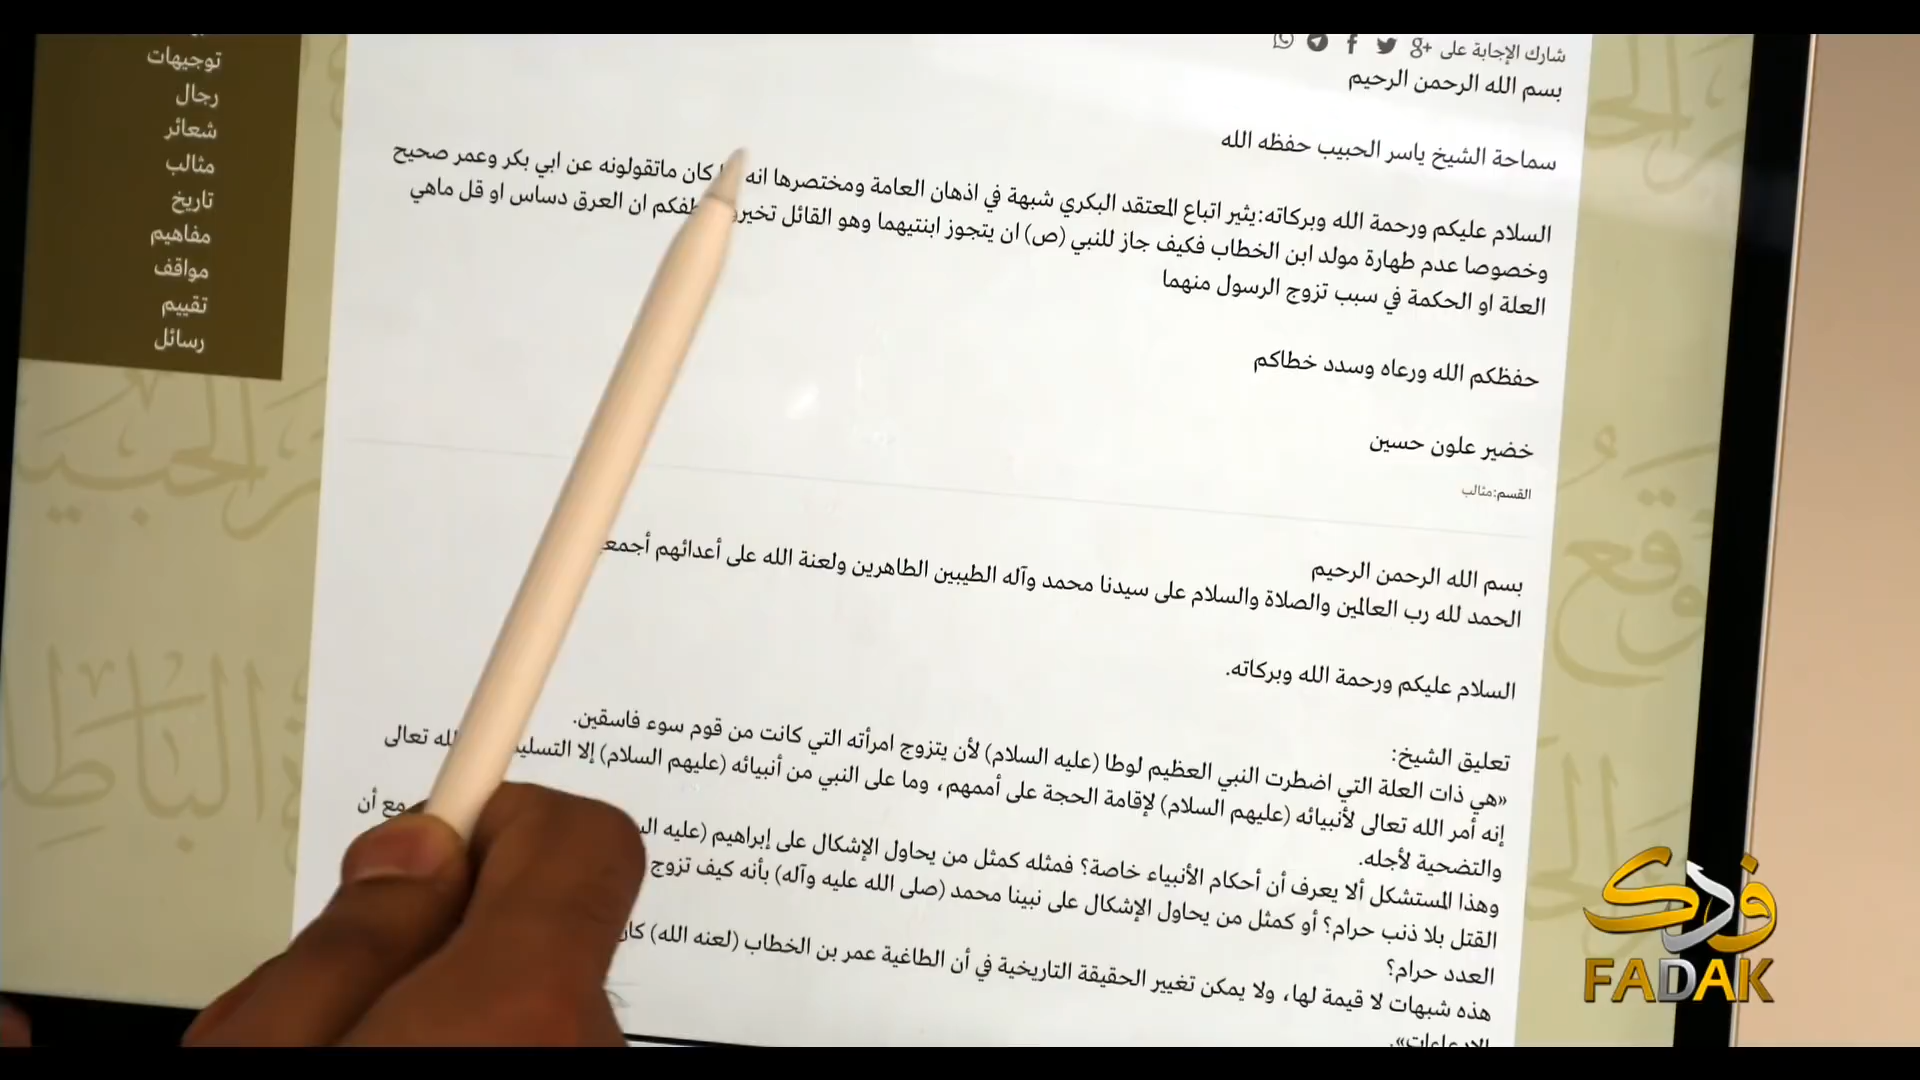 توجيهات
رجال
شعائر
مثالب
تاريخ
مفاهيم
مواقف
تقييم
رسائل
شارك الإجابة على
بسم الله الرحمن الرحيم
سماحة الشيخ ياسر الحبيب حفظه الله
السلام عليكم ورحمة الله وبركاته:يثير اتباع المعتقد البكري شبهة في اذهان العامة ومختصرها انه كان ماتقولونه عن ابي بكر وعمر صحيح
وخصوصا عدم طهارة مولد ابن الخطاب فكيف جاز للنبي (ص) ان يتجوز ابنتيهما وهو القائل ان العرق دساس او قل ماهي
العلة او الحكمة في سبب تزوج الرسول منهما
حفظكم الله ورعاه وسدد خطاكم
خضير علون حسين
القسم:مثالب
بسم الله الرحمن الرحيم
الحمد لله رب العالمين والصلاة والسلام على سيدنا محمد وآله الطيبين الطاهرين ولعنة الله على أعدائهم
السلام عليكم ورحمة الله وبركاته.
تعليق الشيخ:
«هي ذات العلة التي اضطرت النبي العظيم لوطا (عليه السلام) لأن يتزوج امرأته التي كانت من قوم سوء فاسقين.
إنه أمر الله تعالى لأنبيائه (عليهم السلام) لإقامة الحجة على أممهم، وما على النبي من أنبيائه (عليهم السلام) إلا تعالى
والتضحية لأجله.
وهذا المستشكل ألا يعرف أن أحكام الأنبياء خاصة؟ فمثله كمثل من يحاول الإشكال على إبراهيم (عليه مع أن
القتل بلا ذنب حرام؟ أو كمثل من يحاول الإشكال على نبينا محمد (صلى الله عليه وآله) بأنه كيف تزوج
العدد حرام؟
هذه شبهات لا قيمة لها، ولا يمكن تغيير الحقيقة التاريخية في أن الطاغية عمر بن الخطاب (لعنه الله) كان
فدك
FADAK